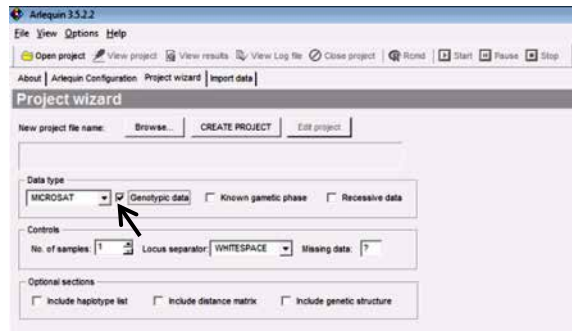 Arlequin 3.5.2.2
File View Options Help
Open project View project View results View Log file Close project Rcmd Start Pause Stop
About Arlequin Configuration Project wizard Import data
Project wizard
New project file name: Browse... CREATE PROJECT Edit project
Data type
MICROSAT Genotypic data Known gametic phase Recessive data
Controls
No. of samples: 1 Locus separator: WHITESPACE Missing data: ?
Optional sections
Include haplotype list Include distance matrix Include genetic structure